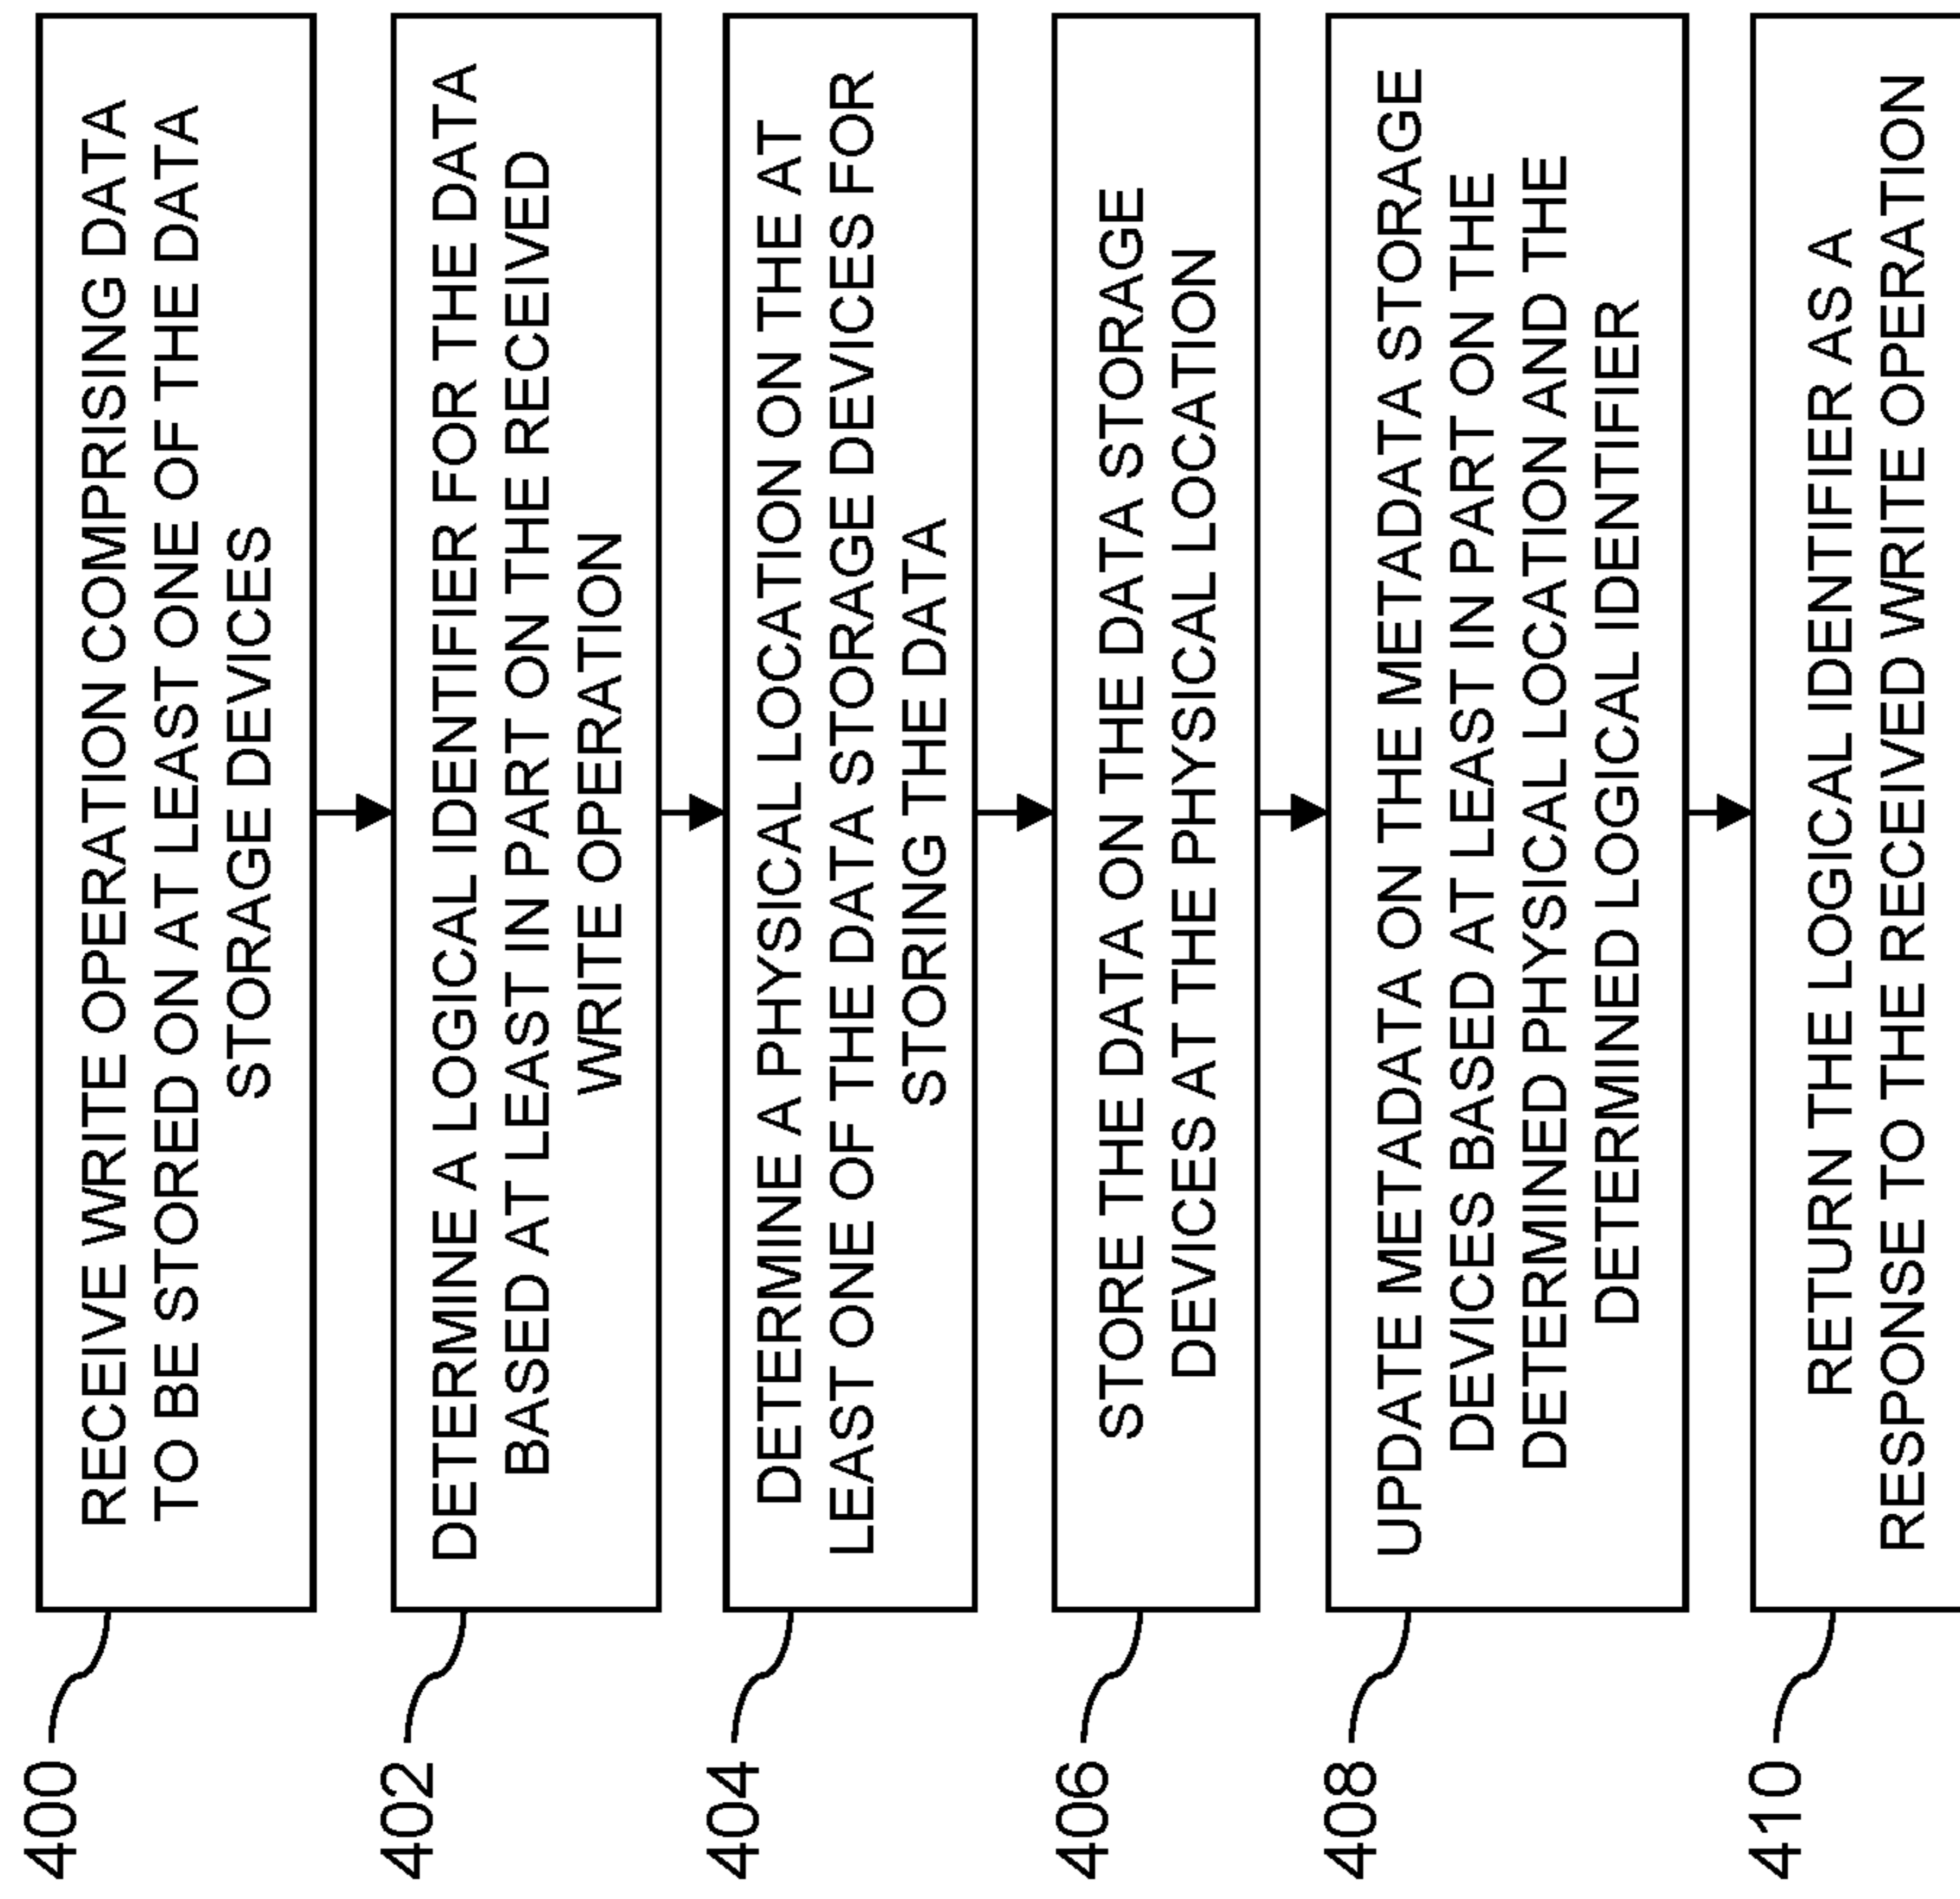 400
RECEIVE WRITE OPERATION COMPRISING DATA
TO BE STORED ON AT LEAST ONE OF THE DATA
STORAGE DEVICES
402
DETERMINE A LOGICAL IDENTIFIER FOR THE DATA
BASED AT LEAST IN PART ON THE RECEIVED
WRITE OPERATION
404
DETERMINE A PHYSICAL LOCATION ON THE AT
LEAST ONE OF THE DATA STORAGE DEVICES FOR
STORING THE DATA
406
STORE THE DATA ON THE DATA STORAGE
DEVICES AT THE PHYSICAL LOCATION
408
UPDATE METADATA ON THE METADATA STORAGE
DEVICES BASED AT LEAST IN PART ON THE
DETERMINED PHYSICAL LOCATION AND THE
DETERMINED LOGICAL IDENTIFIER
410
RETURN THE LOGICAL IDENTIFIER AS A
RESPONSE TO THE RECEIVED WRITE OPERATION